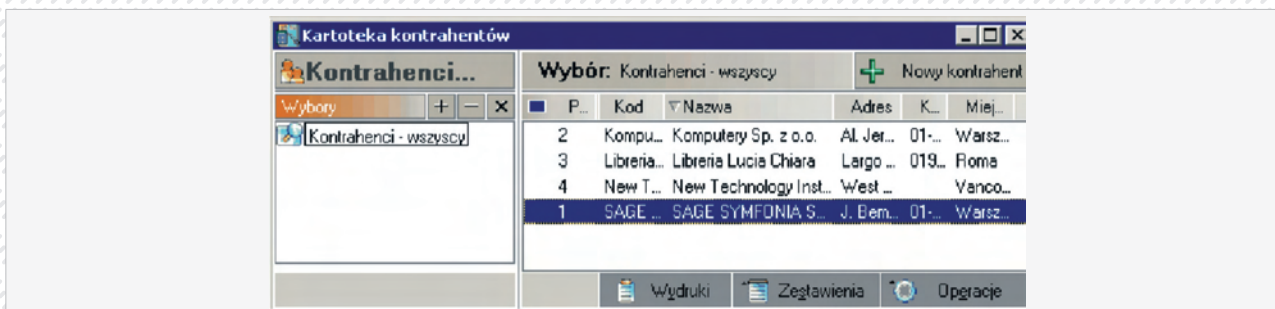 Kartoteka kontrahentów
Kontrahenci...
Wybór: Kontrahenci - wszyscy
Nowy kontrahent
Wybory
P... Kod Nazwa Adres K... Miej...
Kontrahenci - wszyscy
2 Kompu... Komputery Sp. z o.o. Al. Jer... 01-... Warsz...
3 Libreria... Libreria Lucia Chiara Largo ... 019... Roma
4 New T... New Technology Inst... West ... Vanco...
1 SAGE ... SAGE SYMFONIA S... J. Bem... 01-... Warsz...
Wydruki Zestawienia Operacje